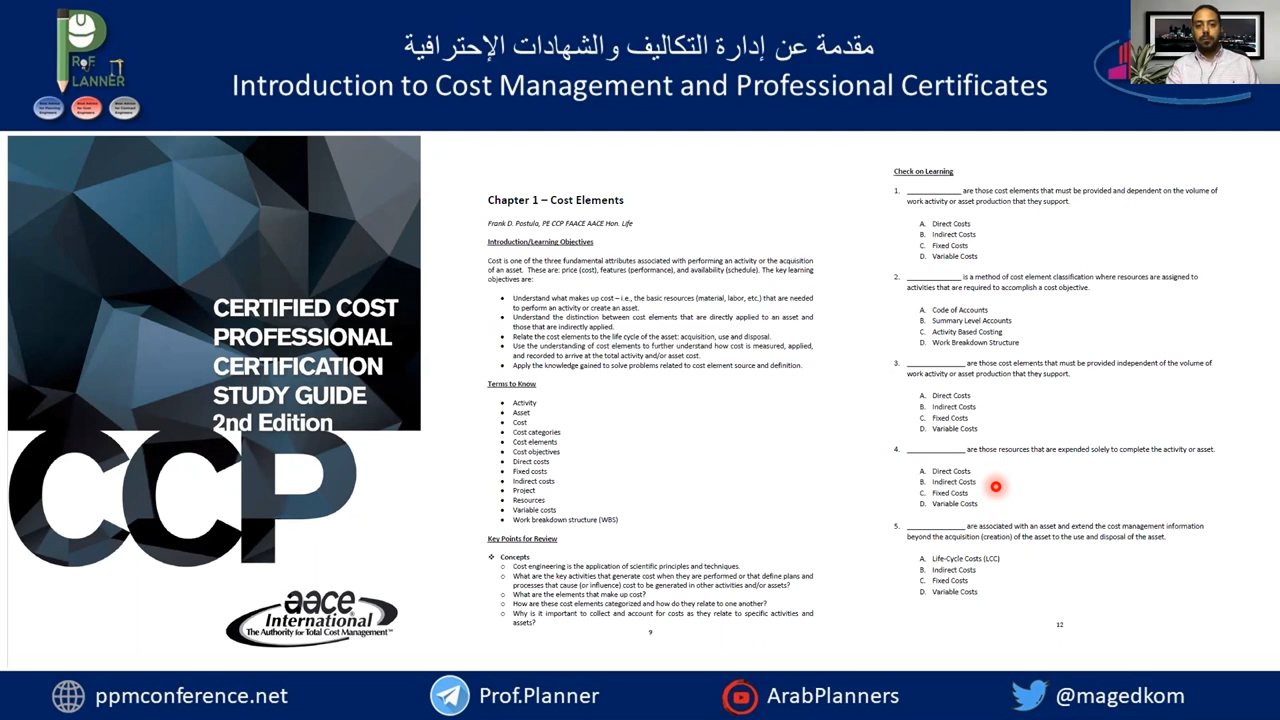 مقدمة عن إدارة التكاليف والشهادات الإحترافية
Introduction to Cost Management and Professional Certificates
PROF
PLANNER
CERTIFIED COST
PROFESSIONAL
CERTIFICATION
STUDY GUIDE
2nd Edition
CCP
aace
International
The Authority for Total Cost Management™
Chapter 1 – Cost Elements
Frank D. Postula, PE CCP FAACE AACE Hon. Life
Introduction/Learning Objectives
Cost is one of the three fundamental attributes associated with performing an activity or the acquisition
of an asset. These are: price (cost), features (performance), and availability (schedule). The key learning
objectives are:
• Understand what makes up cost – i.e., the basic resources (material, labor, etc.) that are needed
to perform an activity or create an asset.
• Understand the distinction between cost elements that are directly applied to an asset and
those that are indirectly applied.
• Relate the cost elements to the life cycle of the asset: acquisition, use and disposal.
• Use the understanding of cost elements to further understand how cost is measured, applied,
and recorded to arrive at the total activity and/or asset cost.
• Apply the knowledge gained to solve problems related to cost element source and definition.
Terms to Know
• Activity
• Asset
• Cost
• Cost categories
• Cost elements
• Cost objectives
• Direct costs
• Fixed costs
• Indirect costs
• Project
• Resources
• Variable costs
• Work breakdown structure (WBS)
Key Points for Review
❖ Concepts
○ Cost engineering is the application of scientific principles and techniques.
○ What are the key activities that generate cost when they are performed or that define plans and
processes that cause (or influence) cost to be generated in other activities and/or assets?
○ What are the elements that make up cost?
○ How are these cost elements categorized and how do they relate to one another?
○ Why is it important to collect and account for costs as they relate to specific activities and
assets?
9
Check on Learning
1. ______________ are those cost elements that must be provided and dependent on the volume of
work activity or asset production that they support.
A. Direct Costs
B. Indirect Costs
C. Fixed Costs
D. Variable Costs
2. ______________ is a method of cost element classification where resources are assigned to
activities that are required to accomplish a cost objective.
A. Code of Accounts
B. Summary Level Accounts
C. Activity Based Costing
D. Work Breakdown Structure
3. _______________ are those cost elements that must be provided independent of the volume of
work activity or asset production that they support.
A. Direct Costs
B. Indirect Costs
C. Fixed Costs
D. Variable Costs
4. _______________ are those resources that are expended solely to complete the activity or asset.
A. Direct Costs
B. Indirect Costs
C. Fixed Costs
D. Variable Costs
5. _______________ are associated with an asset and extend the cost management information
beyond the acquisition (creation) of the asset to the use and disposal of the asset.
A. Life-Cycle Costs (LCC)
B. Indirect Costs
C. Fixed Costs
D. Variable Costs
12
ppmconference.net
Prof.Planner
ArabPlanners
@magedkom